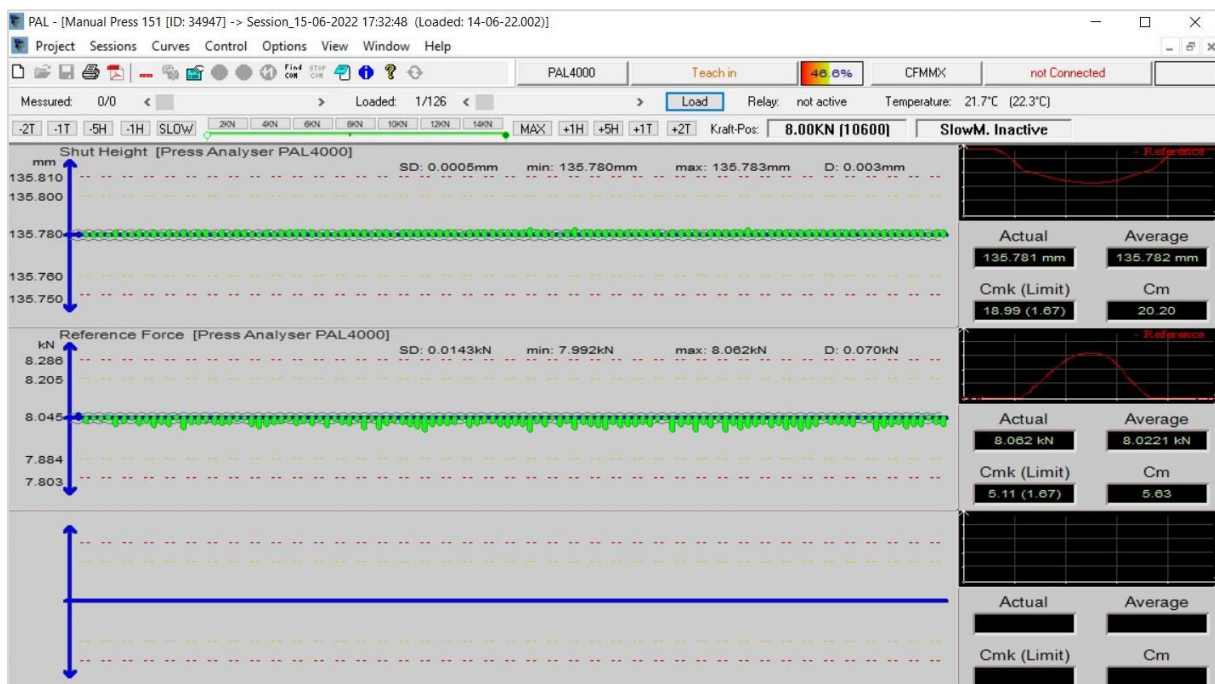 PAL - [Manual Press 151 [ID: 34947] -> Session_15-06-2022 17:32:48 (Loaded: 14-06-22.002)]
Project Sessions Curves Control Options View Window Help
Find COM STOP COM PAL4000 Teach in 46.6% CFMMX not Connected
Messured: 0/0 < > Loaded: 1/126 < > Load Relay: not active Temperature: 21.7°C (22.3°C)
-2T -1T -5H -1H SLOW 2KN 4KN 6KN 8KN 10KN 12KN 14KN MAX +1H +5H +1T +2T Kraft-Pos: 8.00KN [10600] SlowM. Inactive
Shut Height [Press Analyser PAL4000]
mm
SD: 0.0005mm min: 135.780mm max: 135.783mm D: 0.003mm
135.810
135.800
135.780
135.760
135.750
- Reference
Actual Average
135.781 mm 135.782 mm
Cmk (Limit) Cm
18.99 (1.67) 20.20
Reference Force [Press Analyser PAL4000]
kN
SD: 0.0143kN min: 7.992kN max: 8.062kN D: 0.070kN
8.286
8.205
8.045
7.884
7.803
- Reference
Actual Average
8.062 kN 8.0221 kN
Cmk (Limit) Cm
5.11 (1.67) 5.63
Actual Average
Cmk (Limit) Cm